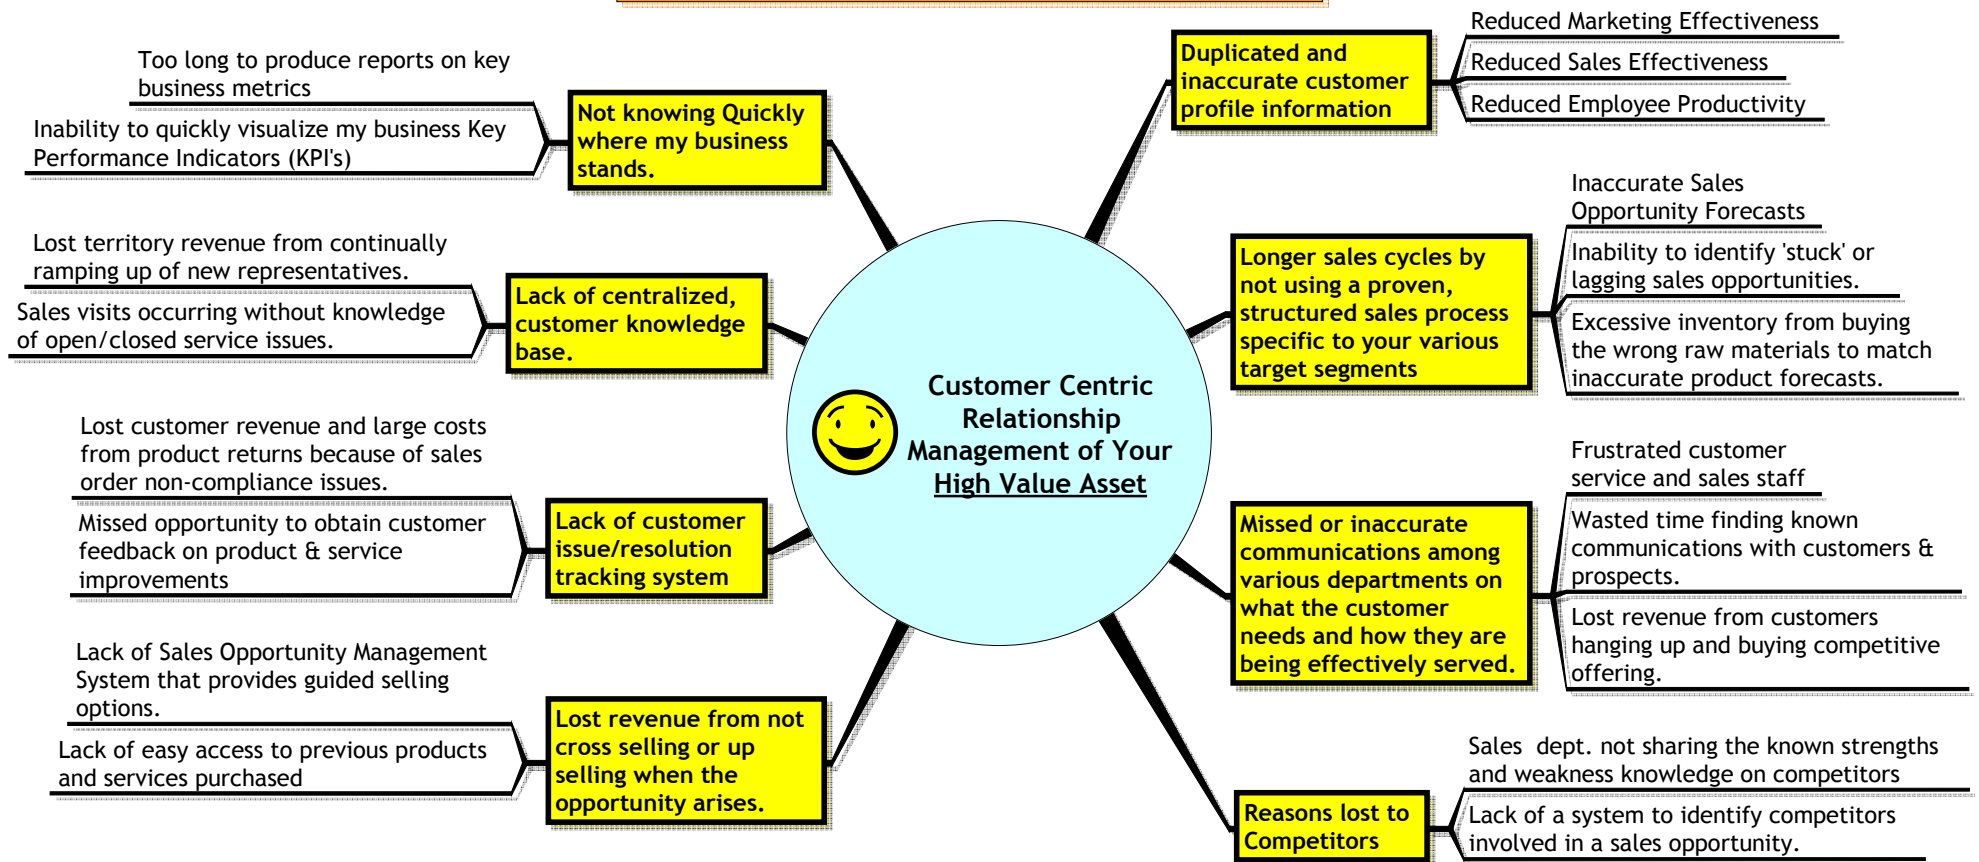 Too long to produce reports on key
business metrics
Inability to quickly visualize my business Key
Performance Indicators (KPI's)
Not knowing Quickly
where my business
stands.
Lost territory revenue from continually
ramping up of new representatives.
Sales visits occurring without knowledge
of open/closed service issues.
Lack of centralized,
customer knowledge
base.
Lost customer revenue and large costs
from product returns because of sales
order non-compliance issues.
Missed opportunity to obtain customer
feedback on product & service
improvements
Lack of customer
issue/resolution
tracking system
Lack of Sales Opportunity Management
System that provides guided selling
options.
Lack of easy access to previous products
and services purchased
Lost revenue from not
cross selling or up
selling when the
opportunity arises.
Customer Centric
Relationship
Management of Your
High Value Asset
Duplicated and
inaccurate customer
profile information
Reduced Marketing Effectiveness
Reduced Sales Effectiveness
Reduced Employee Productivity
Longer sales cycles by
not using a proven,
structured sales process
specific to your various
target segments
Inaccurate Sales
Opportunity Forecasts
Inability to identify 'stuck' or
lagging sales opportunities.
Excessive inventory from buying
the wrong raw materials to match
inaccurate product forecasts.
Missed or inaccurate
communications among
various departments on
what the customer
needs and how they are
being effectively served.
Frustrated customer
service and sales staff
Wasted time finding known
communications with customers &
prospects.
Lost revenue from customers
hanging up and buying competitive
offering.
Reasons lost to
Competitors
Sales dept. not sharing the known strengths
and weakness knowledge on competitors
Lack of a system to identify competitors
involved in a sales opportunity.